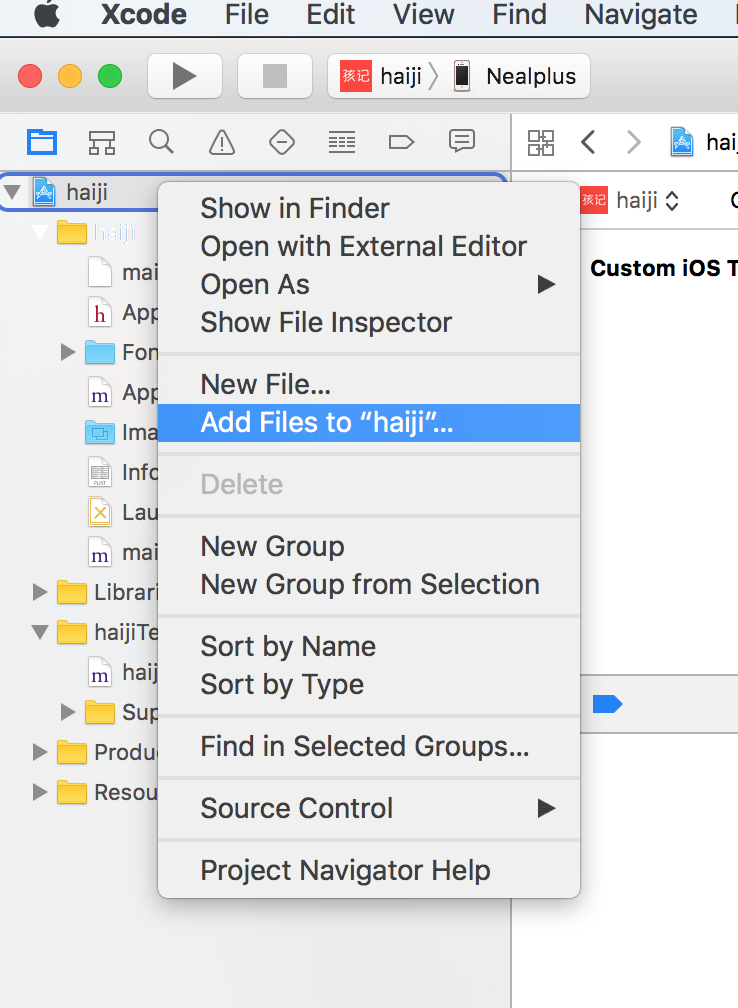 Xcode File Edit View Find Navigate
孩记 haiji Nealplus
haiji
孩记 haiji
haiji
Custom iOS T
Show in Finder
Open with External Editor
Open As
Show File Inspector
New File...
Add Files to “haiji”...
Delete
New Group
New Group from Selection
Sort by Name
Sort by Type
Find in Selected Groups...
Source Control
Project Navigator Help
mai
h App
Fon
m App
Ima
PLIST Info
Lau
m mai
Librari
haijiTe
m haij
Sup
Produ
Resou
hai